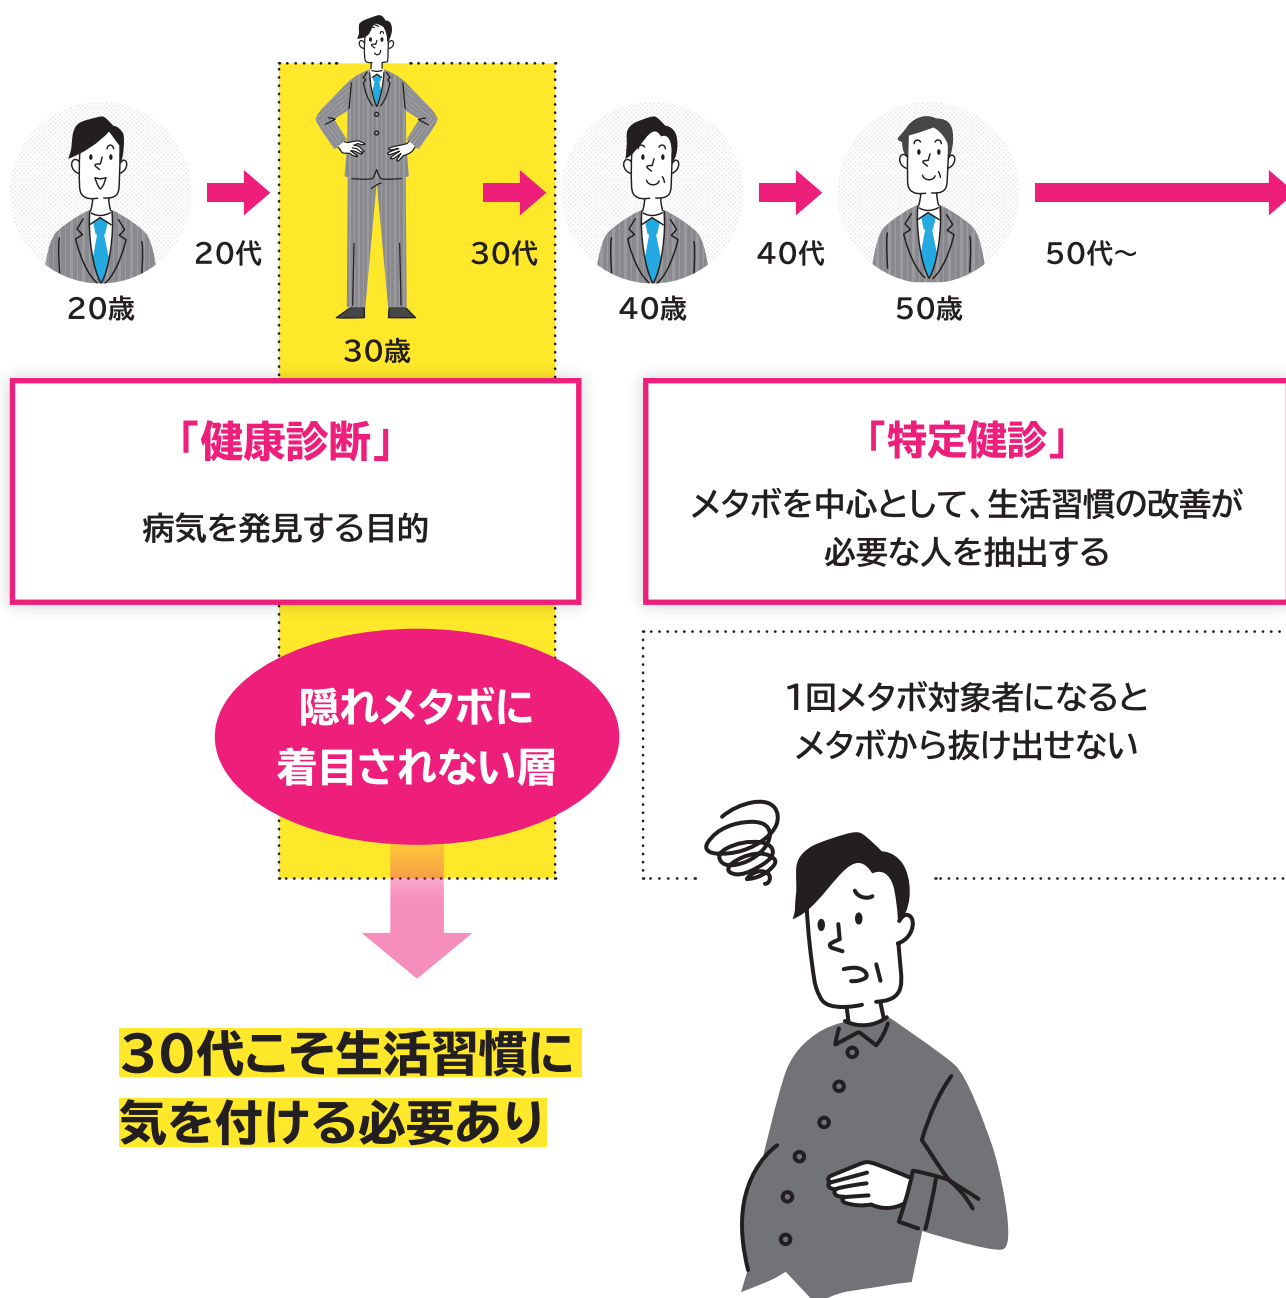 20代
30代
40代
50代～
20歳
30歳
40歳
50歳
「健康診断」
病気を発見する目的
「特定健診」
メタボを中心として、生活習慣の改善が
必要な人を抽出する
隠れメタボに
着目されない層
1回メタボ対象者になると
メタボから抜け出せない
30代こそ生活習慣に
気を付ける必要あり